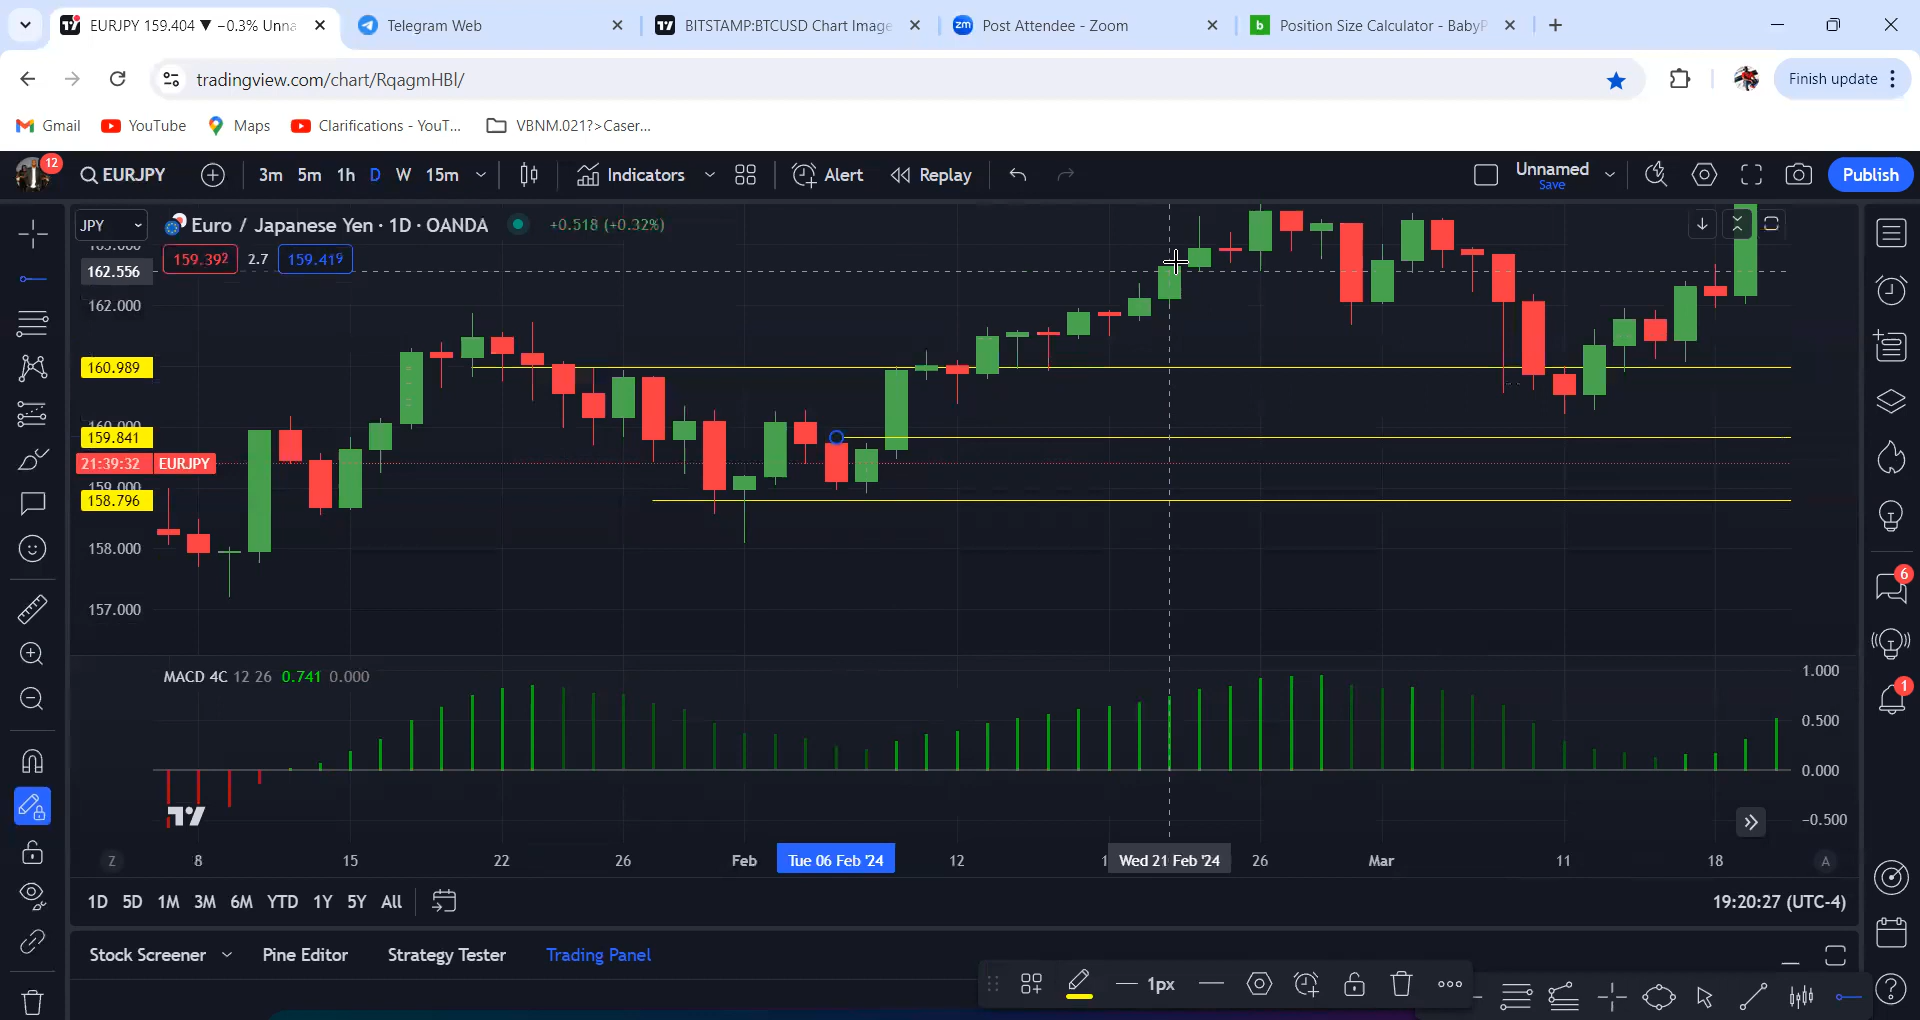 EURJPY 159.404 ▼ −0.3% Unna
Telegram Web
BITSTAMP:BTCUSD Chart Image
zm Post Attendee - Zoom
b Position Size Calculator - BabyP
tradingview.com/chart/RqagmHBl/
Finish update
Gmail
YouTube
Maps
Clarifications - YouT...
VBNM.021?>Caser...
12
EURJPY
3m 5m 1h D W 15m
Indicators
Alert
Replay
Unnamed
Save
Publish
JPY
Euro / Japanese Yen · 1D · OANDA
+0.518 (+0.32%)
159.392 2.7 159.419
162.556
162.000
160.989
160.000
159.841
21:39:32 EURJPY
159.000
158.796
158.000
157.000
6
1
MACD 4C 12 26 0.741 0.000
1.000
0.500
0.000
−0.500
Z 8 15 22 26 Feb Tue 06 Feb '24 12 Wed 21 Feb '24 26 Mar 11 18 A
1D 5D 1M 3M 6M YTD 1Y 5Y All
19:20:27 (UTC-4)
Stock Screener
Pine Editor
Strategy Tester
Trading Panel
1px